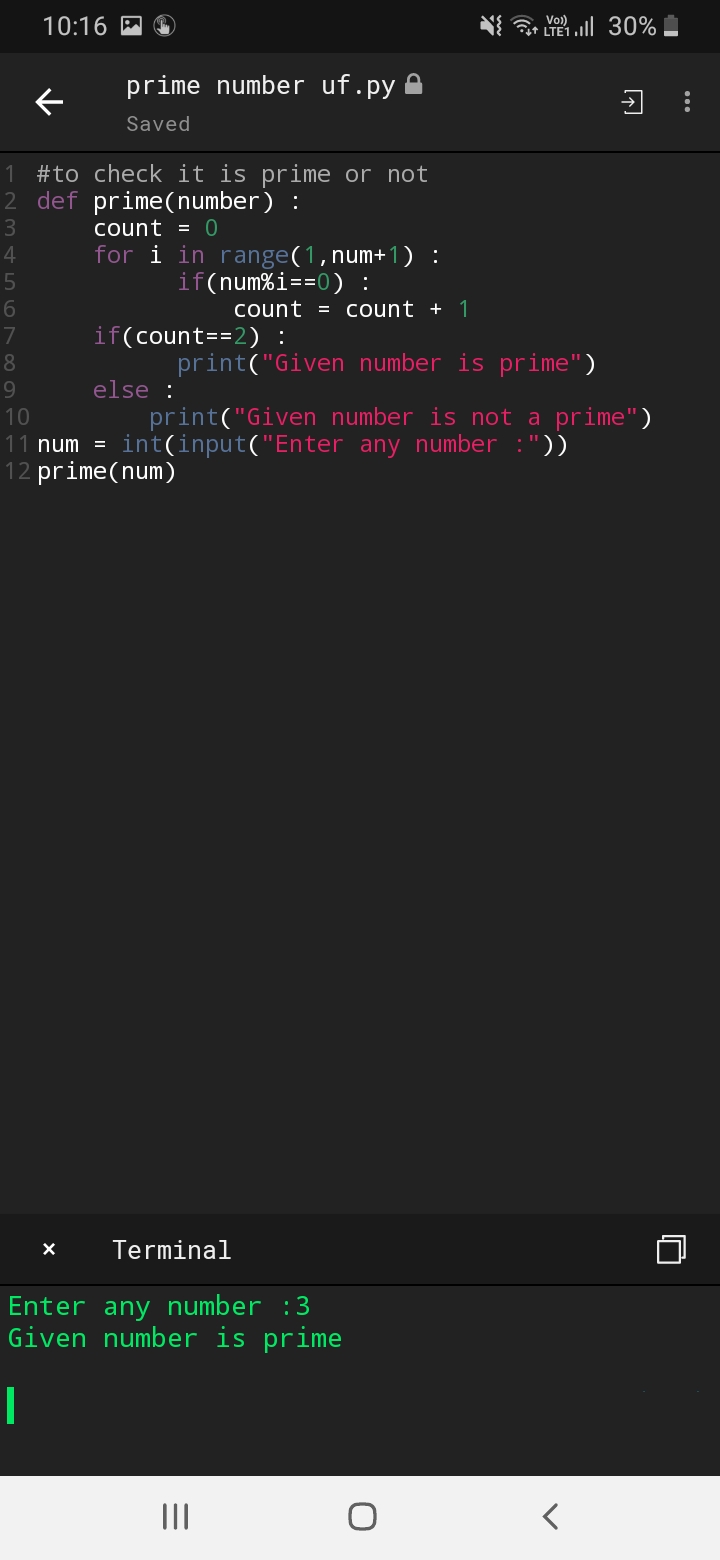 10:16 Vo)) LTE1 30%
prime number uf.py
Saved
1 #to check it is prime or not
2 def prime(number) :
3     count = 0
4     for i in range(1,num+1) :
5           if(num%i==0) :
6               count = count + 1
7     if(count==2) :
8           print("Given number is prime")
9     else :
10         print("Given number is not a prime")
11 num = int(input("Enter any number :"))
12 prime(num)
× Terminal
Enter any number :3
Given number is prime